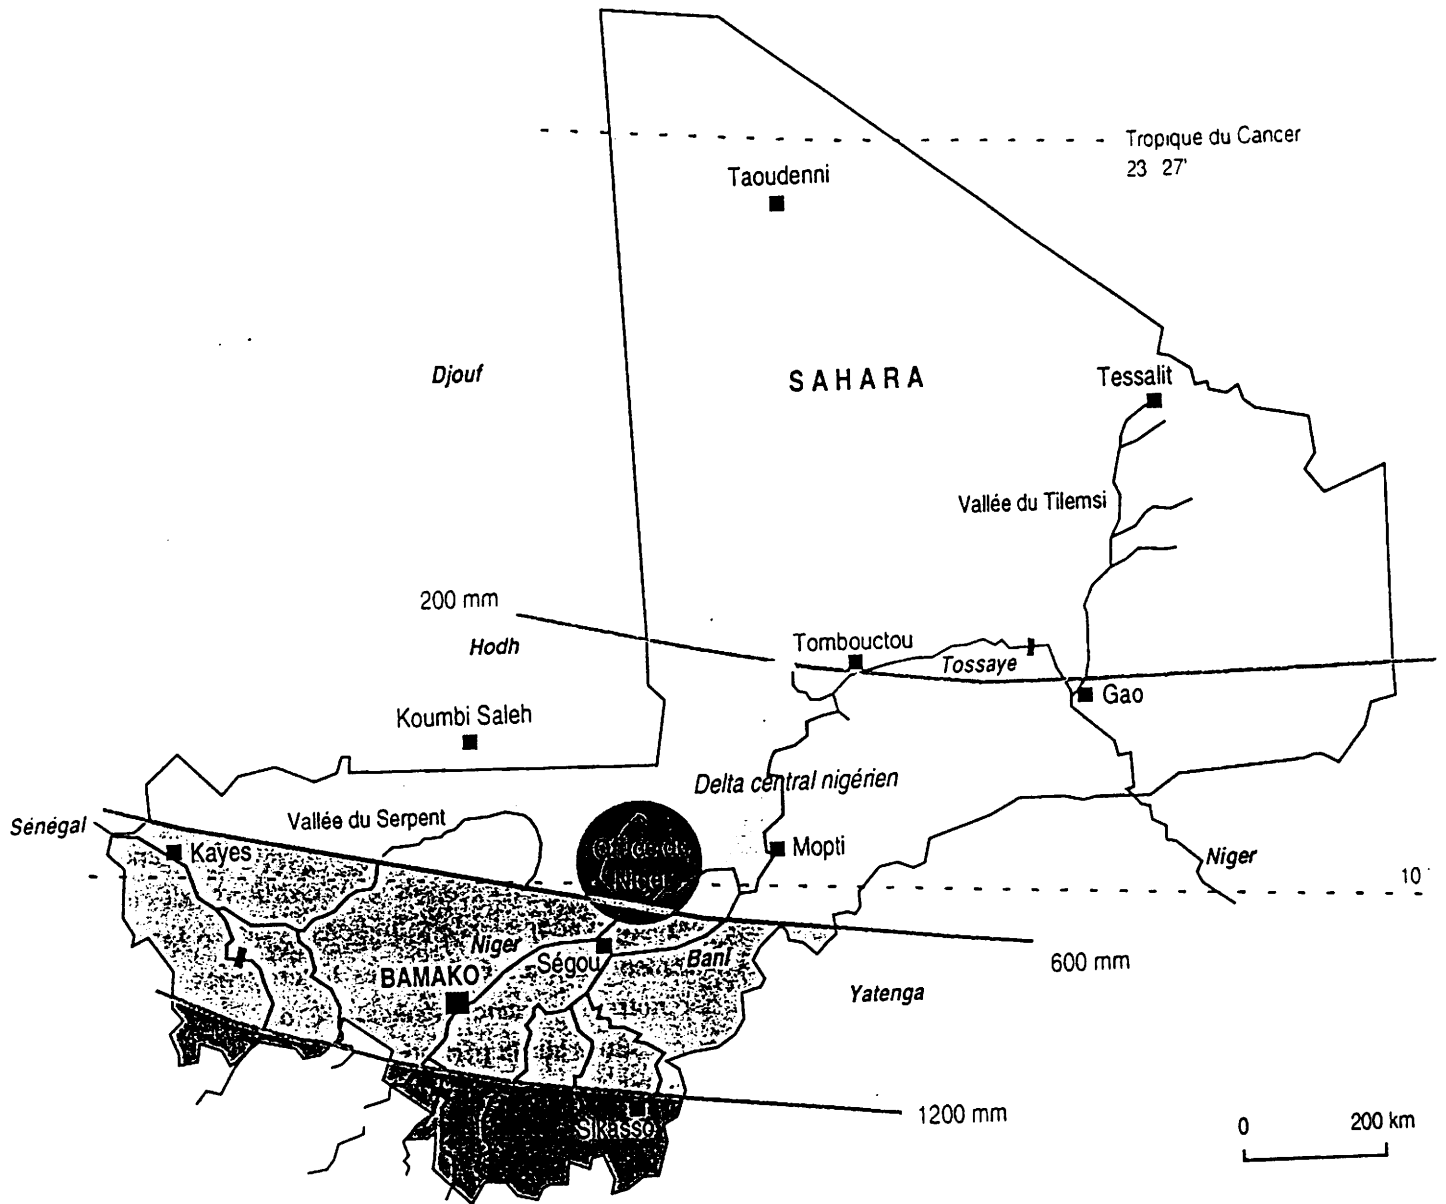 Tropique du Cancer
23 27'
Taoudenni
Djouf
SAHARA
Tessalit
Vallée du Tilemsi
200 mm
Hodh
Tombouctou
Tossaye
Gao
Koumbi Saleh
Delta central nigérien
Sénégal
Vallée du Serpent
Kayes
Mopti
Niger
Niger
10
Niger
Ségou
Bani
BAMAKO
600 mm
Yatenga
1200 mm
Sikasso
0 200 km